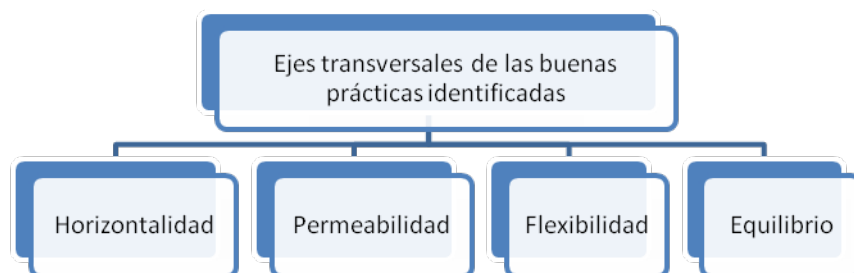 Ejes transversales de las buenas
prácticas identificadas
Horizontalidad
Permeabilidad
Flexibilidad
Equilibrio